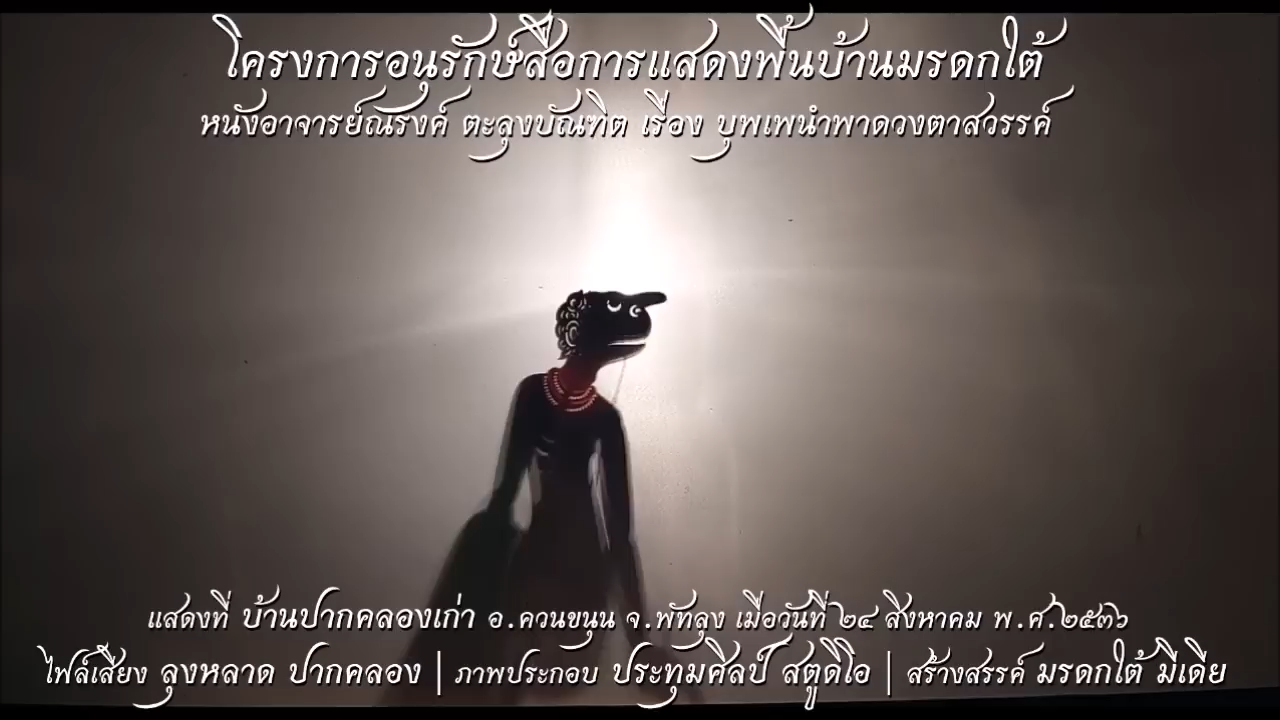 โครงการอนุรักษ์สื่อการแสดงพื้นบ้านมรดกใต้
หนังอาจารย์ณรงค์ ตะลุงบัณฑิต เรื่อง บุพเพนำพาดวงตาสวรรค์
แสดงที่ บ้านปากคลองเก่า อ.ควนขนุน จ.พัทลุง เมื่อวันที่ ๒๔ สิงหาคม พ.ศ.๒๕๓๖
ไฟล์เสียง ลุงหลาด ปากคลอง | ภาพประกอบ ประทุมศิลป์ สตูดิโอ | สร้างสรรค์ มรดกใต้ มีเดีย